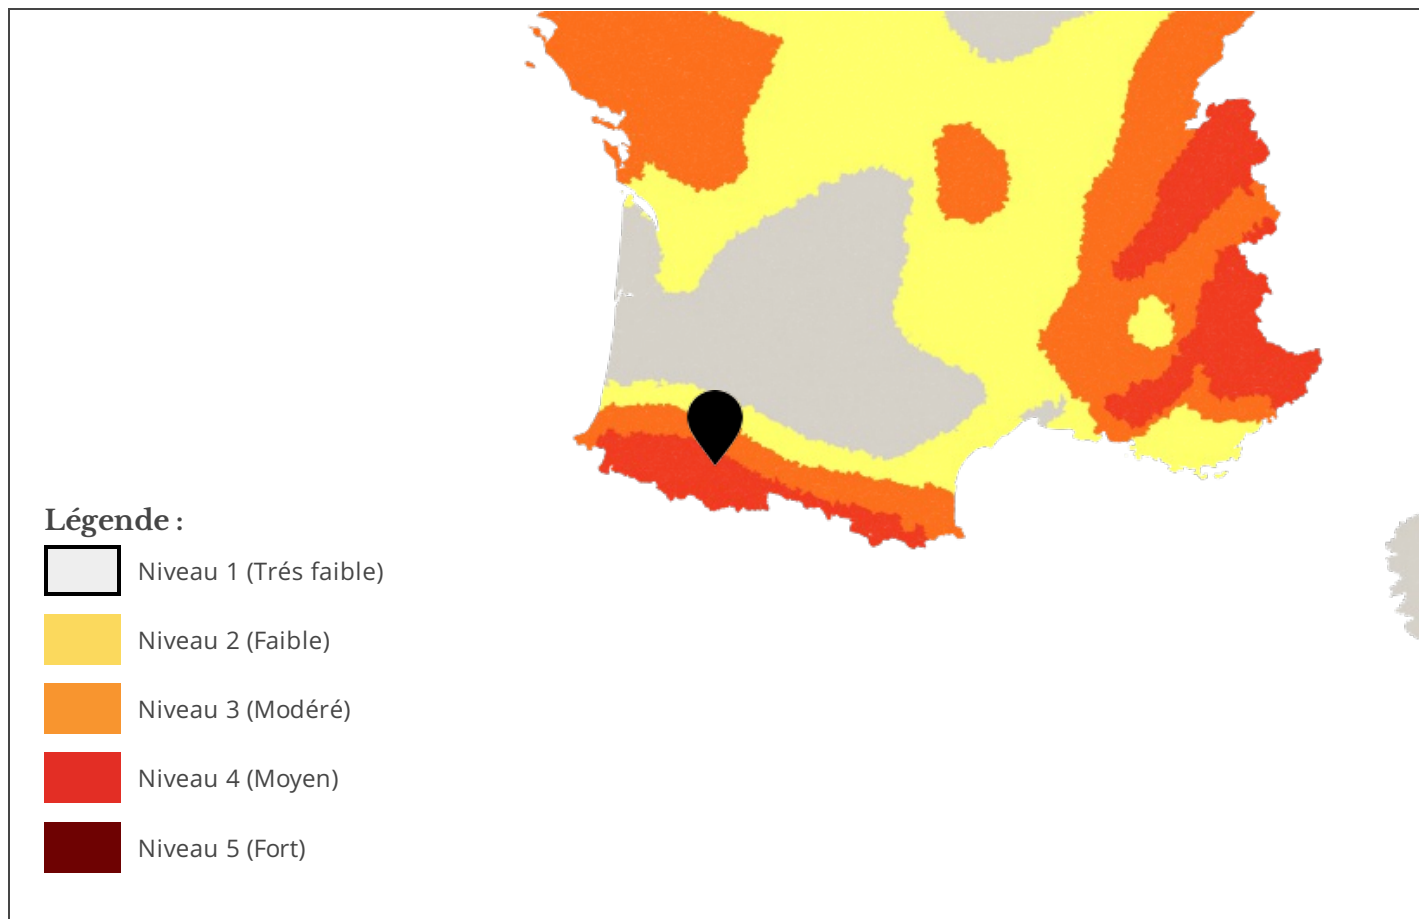 Légende :
Niveau 1 (Trés faible)
Niveau 2 (Faible)
Niveau 3 (Modéré)
Niveau 4 (Moyen)
Niveau 5 (Fort)